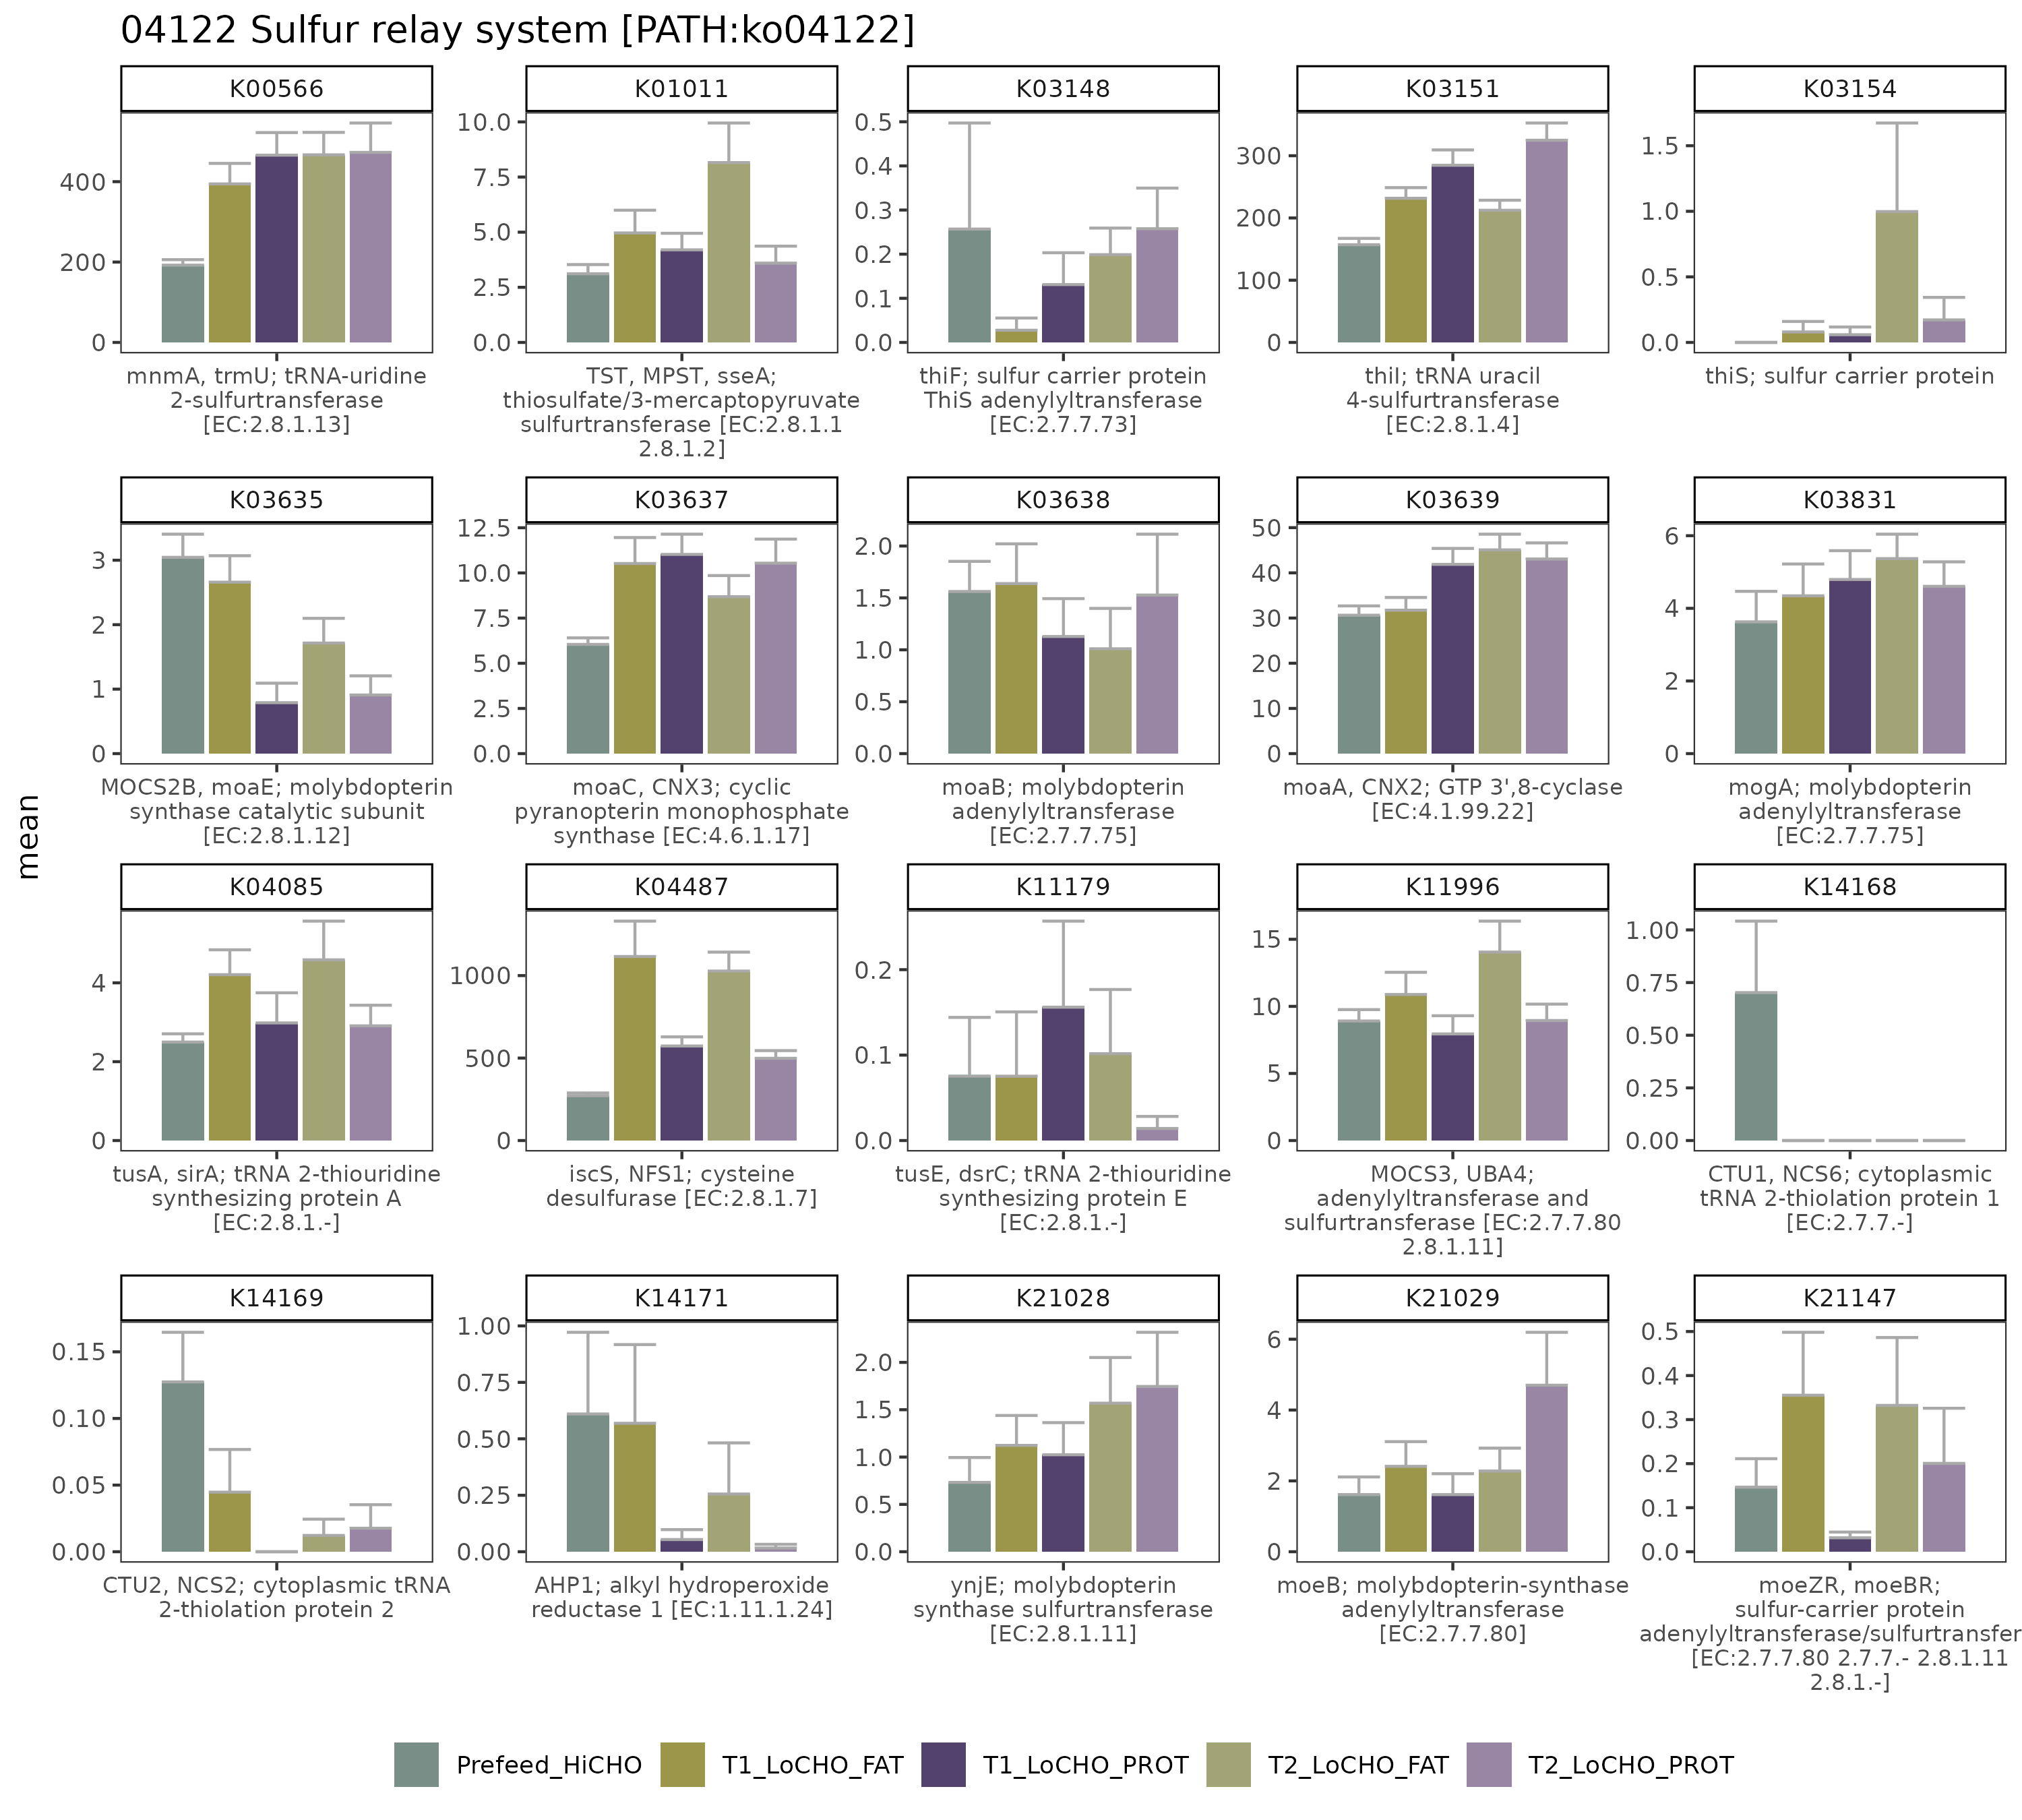 04122 Sulfur relay system [PATH:ko04122]
mean
K00566
400
200
0
mnmA, trmU; tRNA-uridine
2-sulfurtransferase
[EC:2.8.1.13]
K01011
10.0
7.5
5.0
2.5
0.0
TST, MPST, sseA;
thiosulfate/3-mercaptopyruvate
sulfurtransferase [EC:2.8.1.1
2.8.1.2]
K03148
0.5
0.4
0.3
0.2
0.1
0.0
thiF; sulfur carrier protein
ThiS adenylyltransferase
[EC:2.7.7.73]
K03151
300
200
100
0
thiI; tRNA uracil
4-sulfurtransferase
[EC:2.8.1.4]
K03154
1.5
1.0
0.5
0.0
thiS; sulfur carrier protein
K03635
3
2
1
0
MOCS2B, moaE; molybdopterin
synthase catalytic subunit
[EC:2.8.1.12]
K03637
12.5
10.0
7.5
5.0
2.5
0.0
moaC, CNX3; cyclic
pyranopterin monophosphate
synthase [EC:4.6.1.17]
K03638
2.0
1.5
1.0
0.5
0.0
moaB; molybdopterin
adenylyltransferase
[EC:2.7.7.75]
K03639
50
40
30
20
10
0
moaA, CNX2; GTP 3',8-cyclase
[EC:4.1.99.22]
K03831
6
4
2
0
mogA; molybdopterin
adenylyltransferase
[EC:2.7.7.75]
K04085
4
2
0
tusA, sirA; tRNA 2-thiouridine
synthesizing protein A
[EC:2.8.1.-]
K04487
1000
500
0
iscS, NFS1; cysteine
desulfurase [EC:2.8.1.7]
K11179
0.2
0.1
0.0
tusE, dsrC; tRNA 2-thiouridine
synthesizing protein E
[EC:2.8.1.-]
K11996
15
10
5
0
MOCS3, UBA4;
adenylyltransferase and
sulfurtransferase [EC:2.7.7.80
2.8.1.11]
K14168
1.00
0.75
0.50
0.25
0.00
CTU1, NCS6; cytoplasmic
tRNA 2-thiolation protein 1
[EC:2.7.7.-]
K14169
0.15
0.10
0.05
0.00
CTU2, NCS2; cytoplasmic tRNA
2-thiolation protein 2
K14171
1.00
0.75
0.50
0.25
0.00
AHP1; alkyl hydroperoxide
reductase 1 [EC:1.11.1.24]
K21028
2.0
1.5
1.0
0.5
0.0
ynjE; molybdopterin
synthase sulfurtransferase
[EC:2.8.1.11]
K21029
6
4
2
0
moeB; molybdopterin-synthase
adenylyltransferase
[EC:2.7.7.80]
K21147
0.5
0.4
0.3
0.2
0.1
0.0
moeZR, moeBR;
sulfur-carrier protein
adenylyltransferase/sulfurtransfer
[EC:2.7.7.80 2.7.7.- 2.8.1.11
2.8.1.-]
Prefeed_HiCHO
T1_LoCHO_FAT
T1_LoCHO_PROT
T2_LoCHO_FAT
T2_LoCHO_PROT